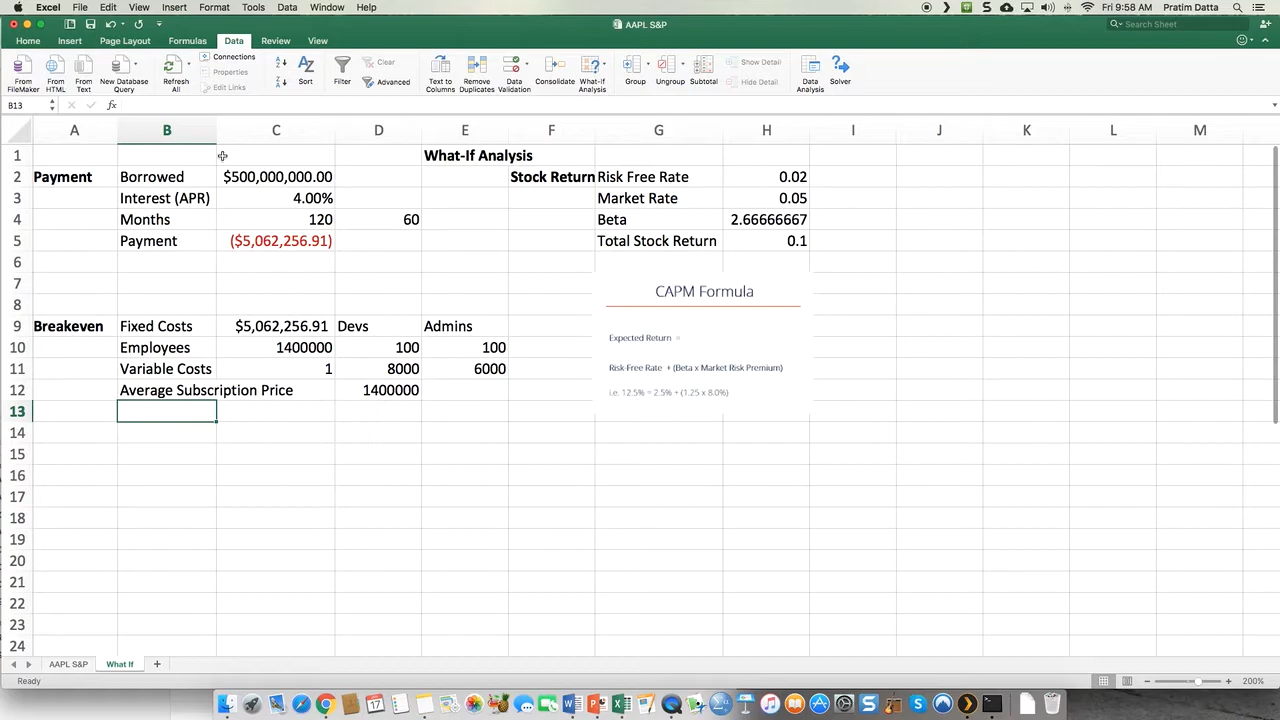 Excel File Edit View Insert Format Tools Data Window Help
Fri 9:58 AM Pratim Datta
AAPL S&P
Search Sheet
Home Insert Page Layout Formulas Data Review View
From FileMaker
From HTML
From Text
New Database Query
Refresh All
Connections
Properties
Edit Links
Sort
Filter
Clear
Advanced
Text to Columns
Remove Duplicates
Data Validation
Consolidate
What-If Analysis
Group
Ungroup
Subtotal
Show Detail
Hide Detail
Data Analysis
Solver
B13 fx
A B C D E F G H I J K L M
1 What-If Analysis
2 Payment Borrowed $500,000,000.00 Stock Return Risk Free Rate 0.02
3 Interest (APR) 4.00% Market Rate 0.05
4 Months 120 60 Beta 2.66666667
5 Payment ($5,062,256.91) Total Stock Return 0.1
6
7
8
CAPM Formula
9 Breakeven Fixed Costs $5,062,256.91 Devs Admins
Expected Return =
10 Employees 1400000 100 100
11 Variable Costs 1 8000 6000
Risk-Free Rate + (Beta x Market Risk Premium)
12 Average Subscription Price 1400000
i.e. 12.5% = 2.5% + (1.25 x 8.0%)
13
14
15
16
17
18
19
20
21
22
23
24
AAPL S&P What If +
Ready
200%
17